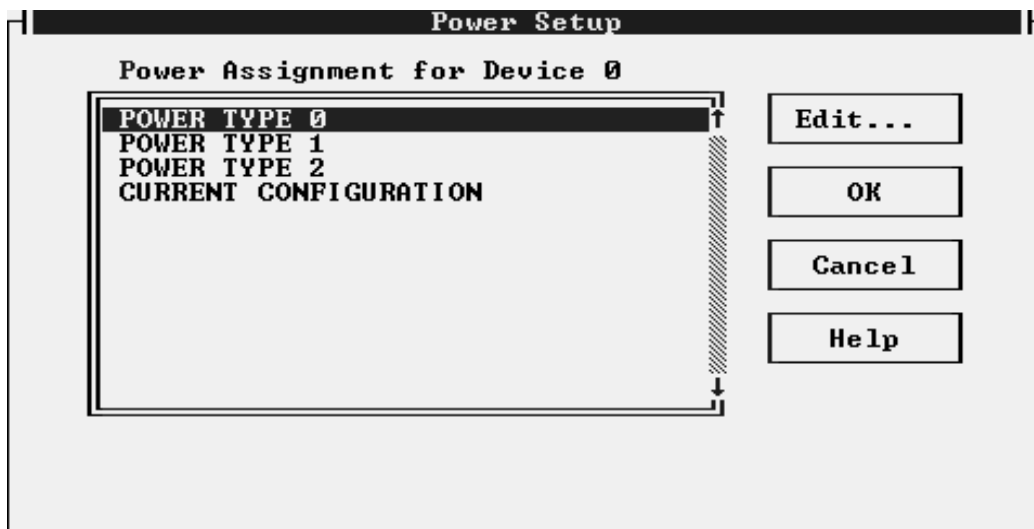 Power Setup
Power Assignment for Device 0
POWER TYPE 0
POWER TYPE 1
POWER TYPE 2
CURRENT CONFIGURATION
Edit...
OK
Cancel
Help